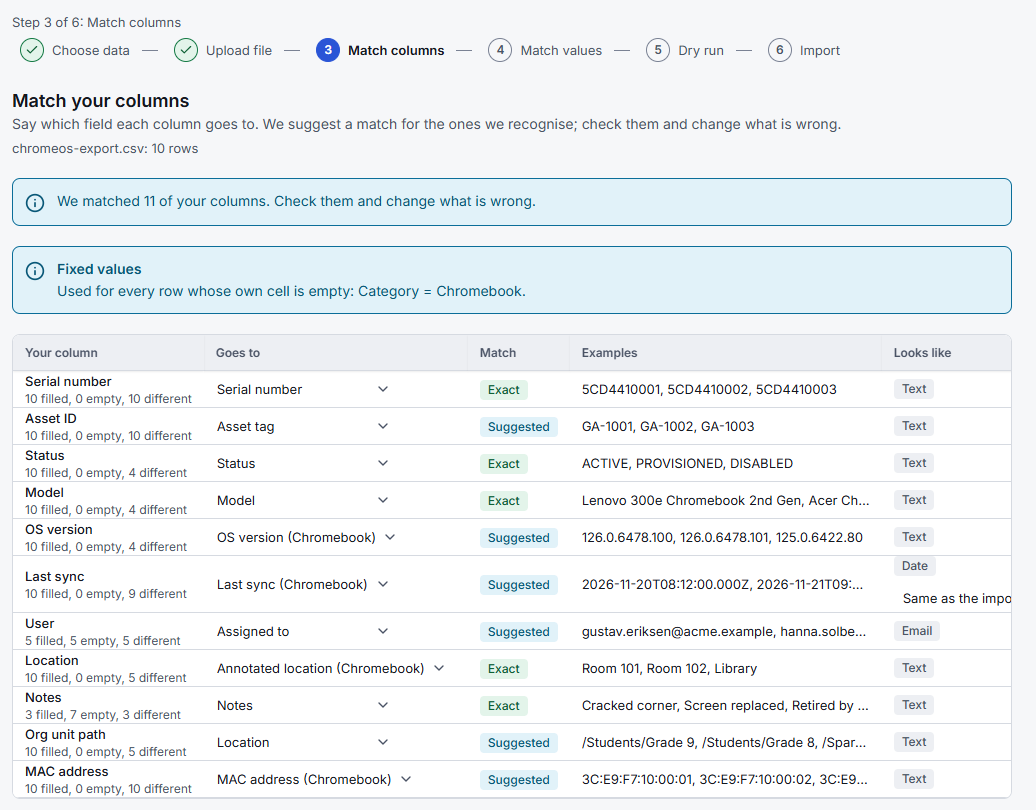 Step 3 of 6: Match columns
Choose data — Upload file — 3 Match columns — 4 Match values — 5 Dry run — 6 Import
Match your columns
Say which field each column goes to. We suggest a match for the ones we recognise; check them and change what is wrong.
chromeos-export.csv: 10 rows
We matched 11 of your columns. Check them and change what is wrong.
Fixed values
Used for every row whose own cell is empty: Category = Chromebook.
Your column Goes to Match Examples Looks like
Serial number
10 filled, 0 empty, 10 different
Serial number Exact 5CD4410001, 5CD4410002, 5CD4410003 Text
Asset ID
10 filled, 0 empty, 10 different
Asset tag Suggested GA-1001, GA-1002, GA-1003 Text
Status
10 filled, 0 empty, 4 different
Status Exact ACTIVE, PROVISIONED, DISABLED Text
Model
10 filled, 0 empty, 4 different
Model Exact Lenovo 300e Chromebook 2nd Gen, Acer Ch... Text
OS version
10 filled, 0 empty, 4 different
OS version (Chromebook) Suggested 126.0.6478.100, 126.0.6478.101, 125.0.6422.80 Text
Last sync
10 filled, 0 empty, 9 different
Last sync (Chromebook) Suggested 2026-11-20T08:12:00.000Z, 2026-11-21T09:... Date
Same as the impo
User
5 filled, 5 empty, 5 different
Assigned to Suggested gustav.eriksen@acme.example, hanna.solbe... Email
Location
10 filled, 0 empty, 5 different
Annotated location (Chromebook) Exact Room 101, Room 102, Library Text
Notes
3 filled, 7 empty, 3 different
Notes Exact Cracked corner, Screen replaced, Retired by ... Text
Org unit path
10 filled, 0 empty, 5 different
Location Suggested /Students/Grade 9, /Students/Grade 8, /Spar... Text
MAC address
10 filled, 0 empty, 10 different
MAC address (Chromebook) Suggested 3C:E9:F7:10:00:01, 3C:E9:F7:10:00:02, 3C:E9... Text